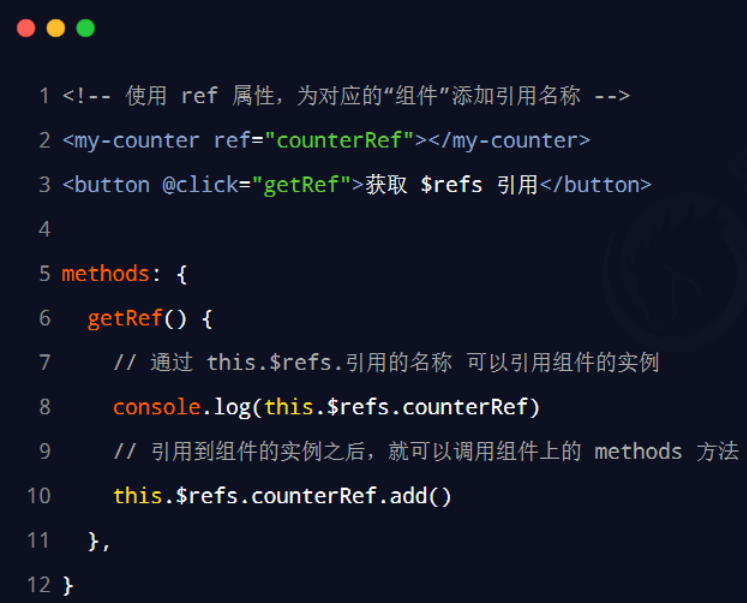 1 <!-- 使用 ref 属性，为对应的“组件”添加引用名称 -->
2 <my-counter ref="counterRef"></my-counter>
3 <button @click="getRef">获取 $refs 引用</button>
4
5 methods: {
6   getRef() {
7     // 通过 this.$refs.引用的名称 可以引用组件的实例
8     console.log(this.$refs.counterRef)
9     // 引用到组件的实例之后，就可以调用组件上的 methods 方法
10     this.$refs.counterRef.add()
11   },
12 }